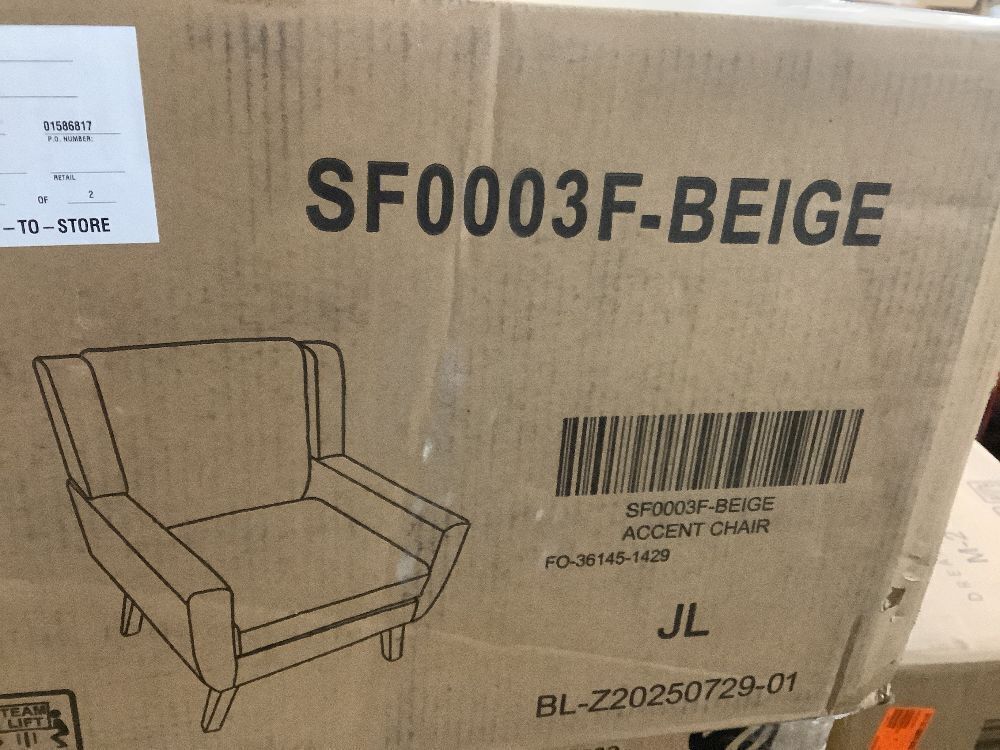 01586817
P.O. NUMBER:
RETAIL
OF 2
–TO–STORE
SF0003F-BEIGE
SF0003F-BEIGE
ACCENT CHAIR
FO-36145-1429
JL
BL-Z20250729-01
TEAM
LIFT
M-2